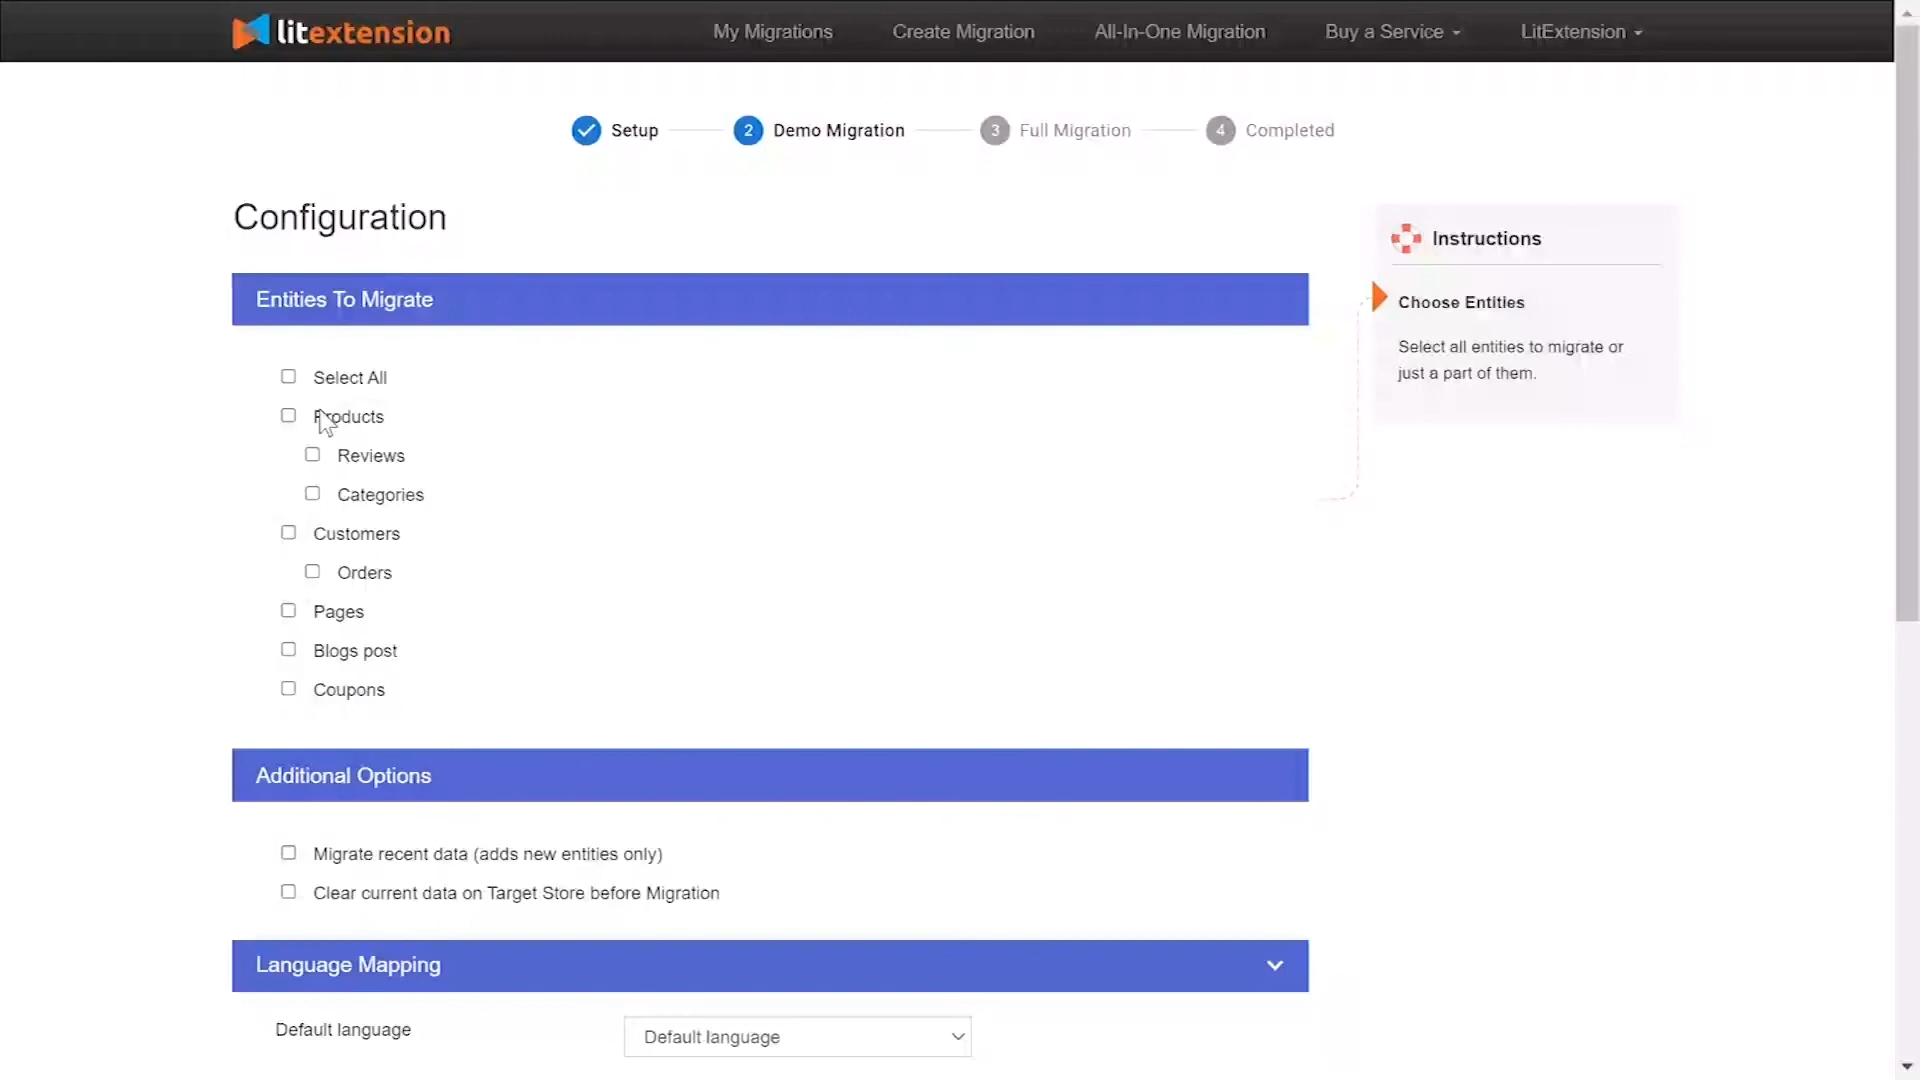 litextension
My Migrations
Create Migration
All-In-One Migration
Buy a Service
LitExtension
Setup
2 Demo Migration
3 Full Migration
4 Completed
Configuration
Entities To Migrate
Select All
Products
Reviews
Categories
Customers
Orders
Pages
Blogs post
Coupons
Additional Options
Migrate recent data (adds new entities only)
Clear current data on Target Store before Migration
Language Mapping
Default language
Default language
Instructions
Choose Entities
Select all entities to migrate or
just a part of them.